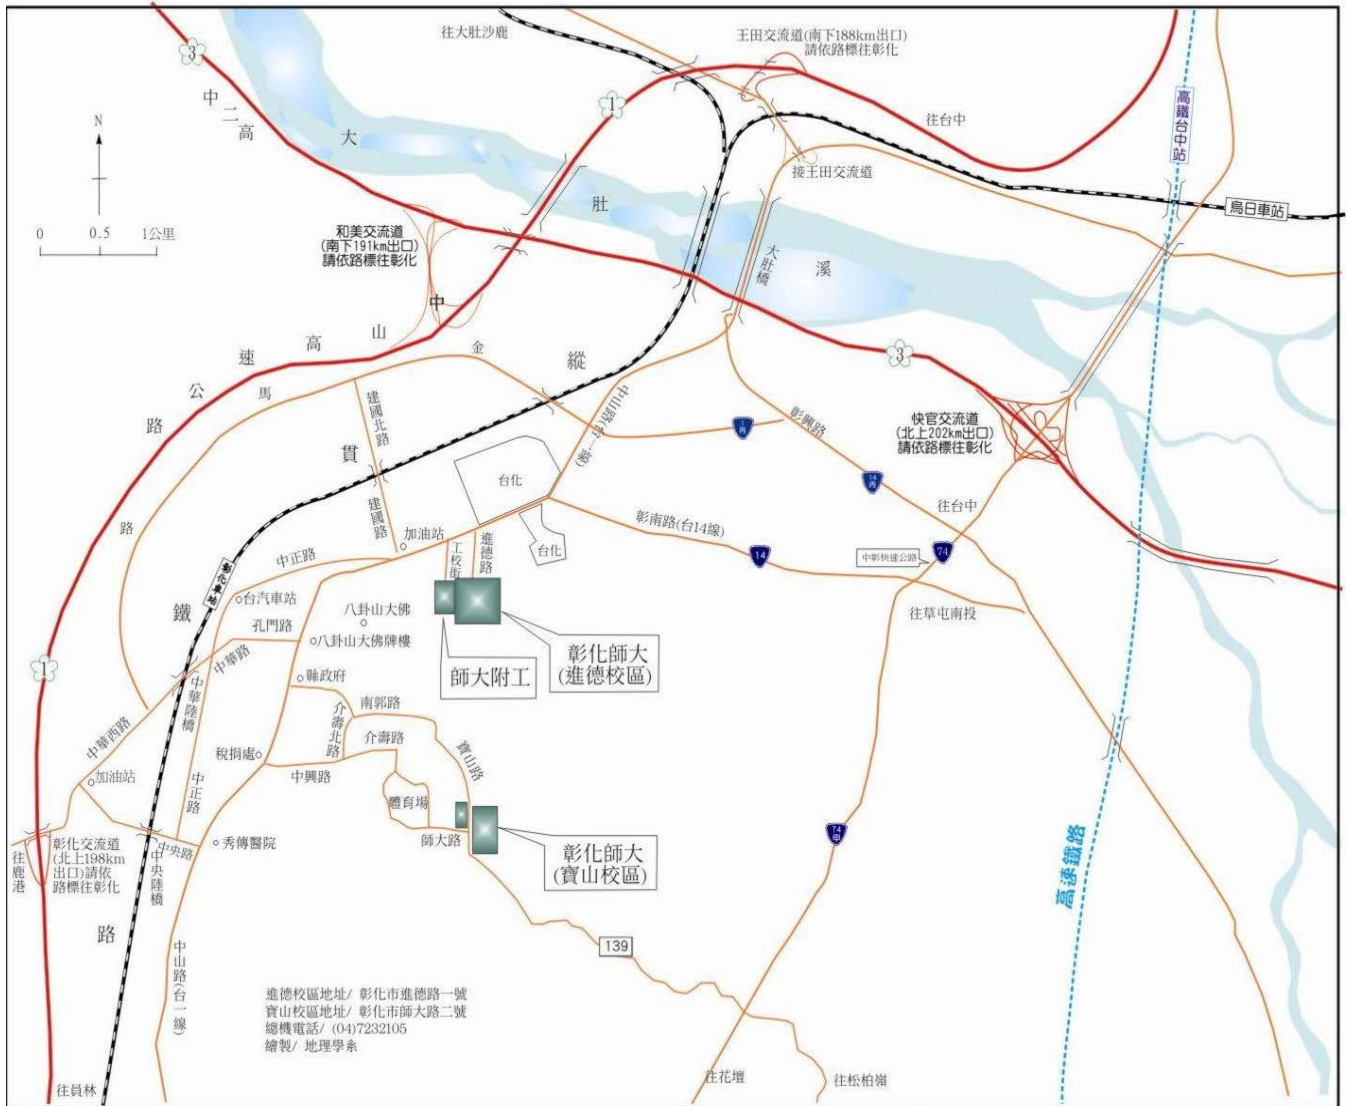 往大肚沙鹿
王田交流道(南下188km出口)
請依路標往彰化
3
中二高
1
往台中
高鐵台中站
大肚溪
N
接王田交流道
烏日車站
0 0.5 1公里
和美交流道
(南下191km出口)
請依路標往彰化
大肚橋
中山高速公路
3
金馬路
縱貫鐵路
建國北路
中山路(台一線)
1
丙
彰興路
快官交流道
(北上202km出口)
請依路標往彰化
台化
14
丙
往台中
建國路
加油站
彰南路(台14線)
工校街
進德路
台化
14
中彰快速公路
74
中正路
彰化車站
台汽車站
八卦山大佛
往草屯南投
孔門路
八卦山大佛牌樓
彰化師大
(進德校區)
師大附工
1
中華路
縣政府
中華陸橋
南郭路
介壽北路
中華西路
介壽路
寶山路
稅捐處
中興路
加油站
中正路
體育場
師大路
74
甲
彰化交流道
(北上198km
出口)請依
路標往彰化
往鹿港
中央路
中央陸橋
秀傳醫院
彰化師大
(寶山校區)
高速鐵路
139
中山路(台一線)
進德校區地址/ 彰化市進德路一號
寶山校區地址/ 彰化市師大路二號
總機電話/ (04)7232105
繪製/ 地理學系
往員林
往花壇
往松柏嶺